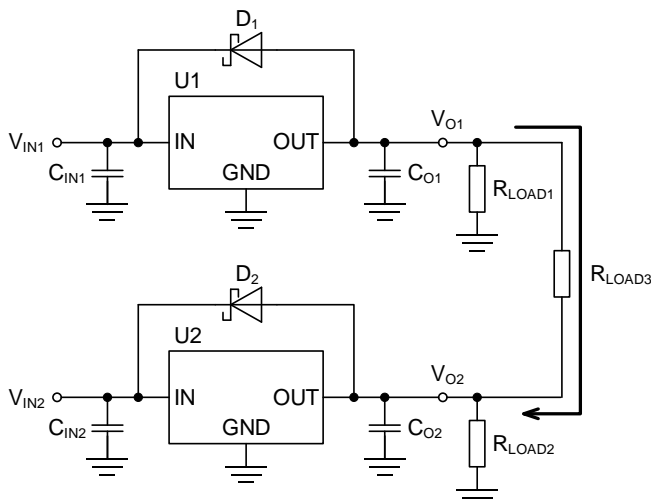 D1
U1
VIN1
IN
OUT
VO1
GND
CIN1
CO1
RLOAD1
RLOAD3
D2
U2
VIN2
IN
OUT
VO2
GND
CIN2
CO2
RLOAD2